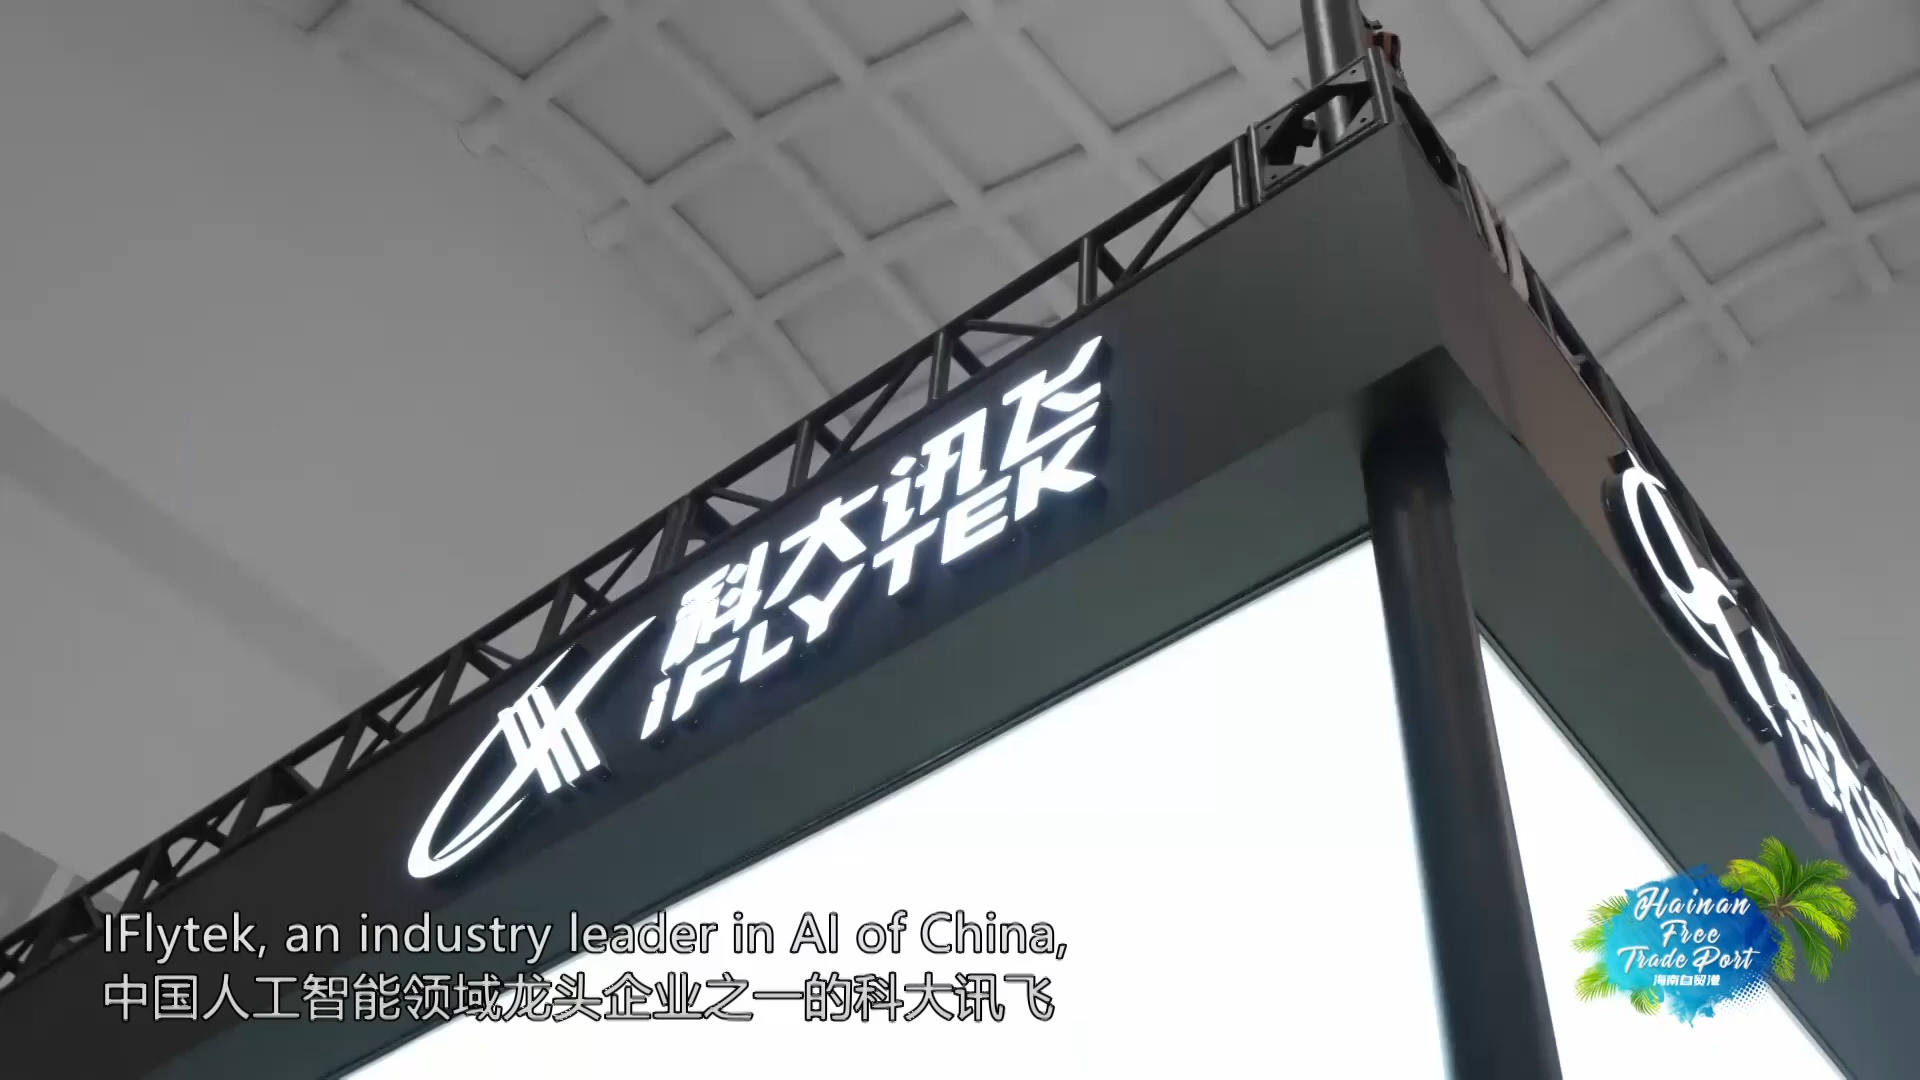 科大讯飞
iFLYTEK
IFlytek, an industry leader in AI of China,
中国人工智能领域龙头企业之一的科大讯飞
Hainan
Free
Trade Port
海南自贸港